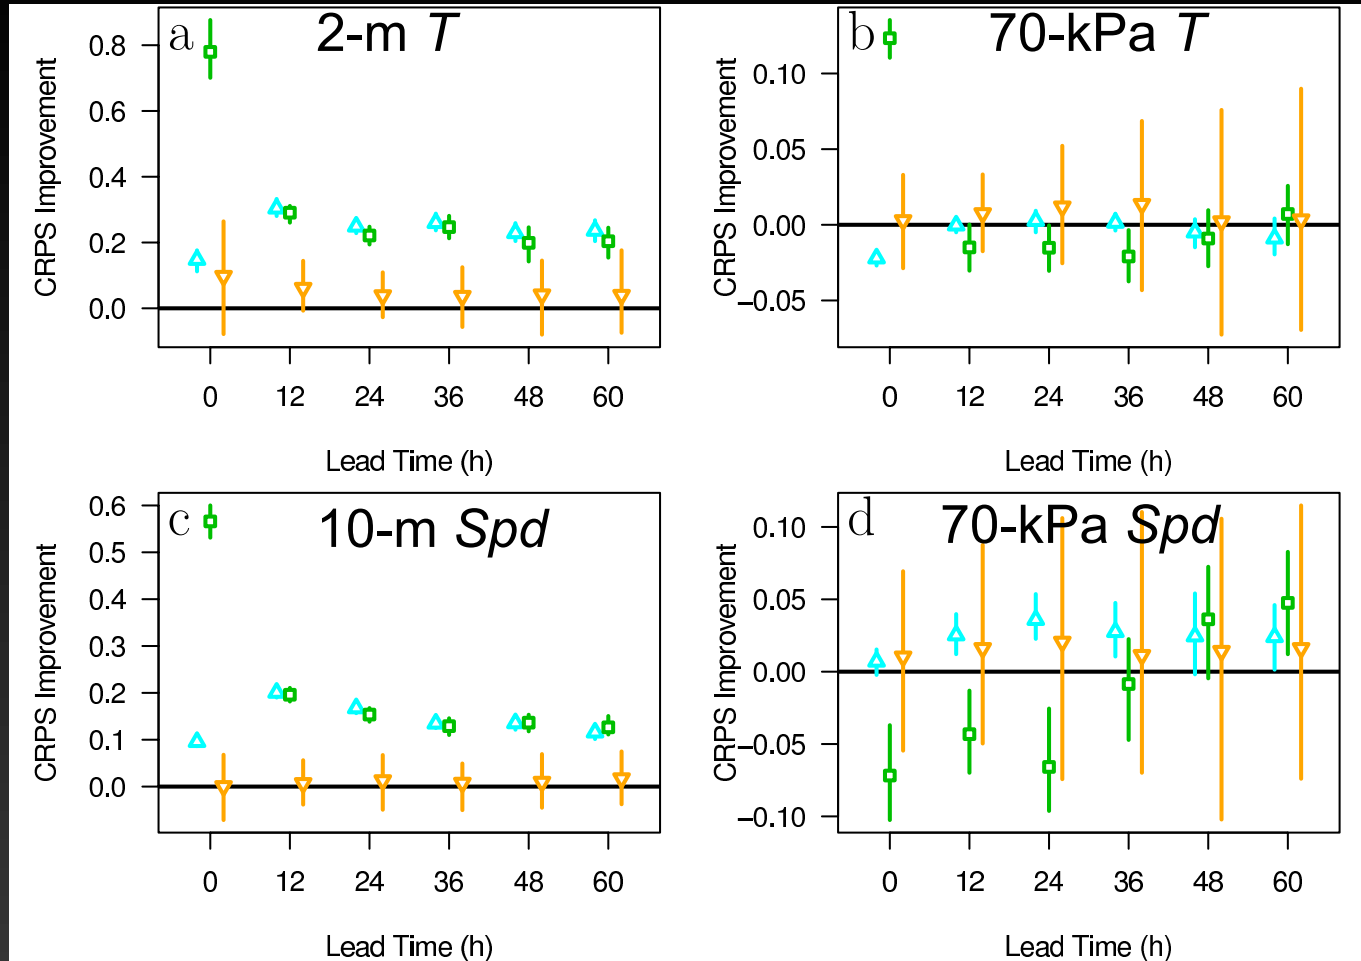 a 2-m T
CRPS Improvement
0.8
0.6
0.4
0.2
0.0
0 12 24 36 48 60
Lead Time (h)
b 70-kPa T
CRPS Improvement
0.10
0.05
0.00
−0.05
0 12 24 36 48 60
Lead Time (h)
c 10-m Spd
CRPS Improvement
0.6
0.5
0.4
0.3
0.2
0.1
0.0
0 12 24 36 48 60
Lead Time (h)
d 70-kPa Spd
CRPS Improvement
0.10
0.05
0.00
−0.05
−0.10
0 12 24 36 48 60
Lead Time (h)